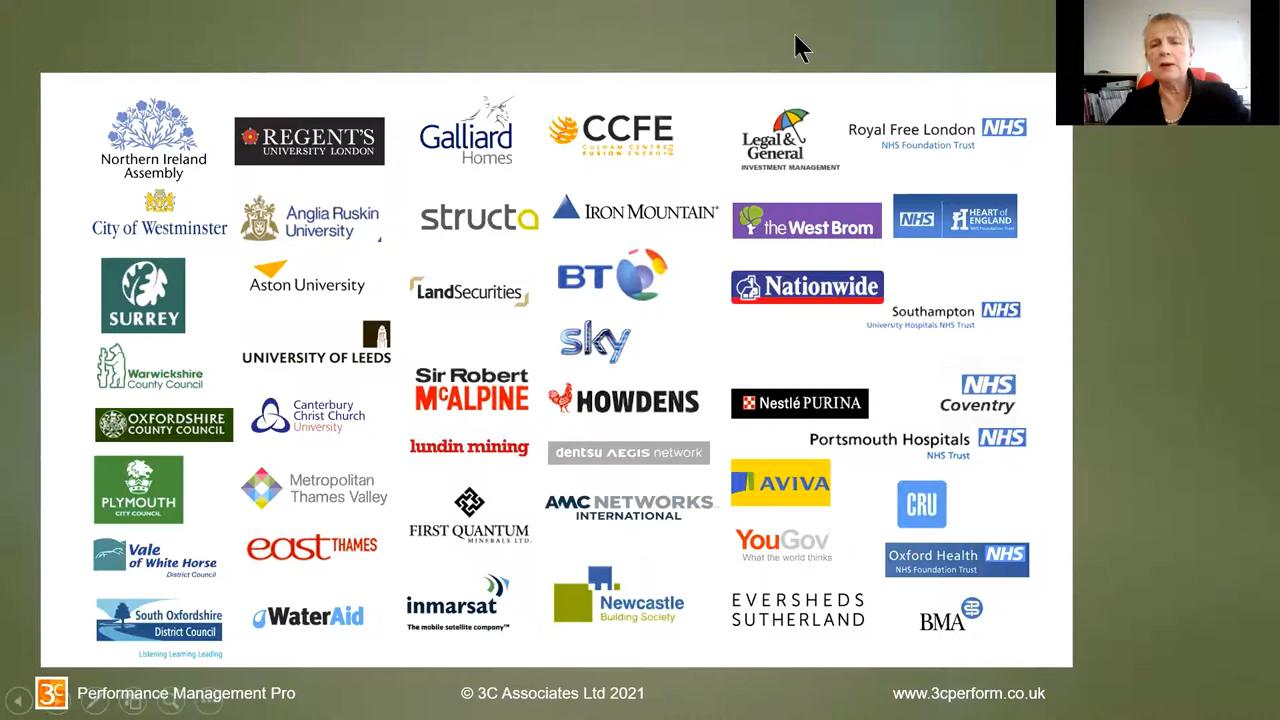 Northern Ireland
Assembly
City of Westminster
SURREY
Warwickshire
County Council
OXFORDSHIRE
COUNTY COUNCIL
PLYMOUTH
CITY COUNCIL
Vale
of White Horse
District Council
South Oxfordshire
District Council
Listening Learning Leading
REGENT'S
UNIVERSITY LONDON
Anglia Ruskin
University
Aston University
UNIVERSITY OF LEEDS
Canterbury
Christ Church
University
Metropolitan
Thames Valley
east THAMES
WaterAid
Galliard
Homes
structa
LandSecurities
Sir Robert
McALPINE
lundin mining
FIRST QUANTUM
MINERALS LTD.
inmarsat
The mobile satellite company™
CCFE
CULHAM CENTRE
FUSION ENERGY
IRON MOUNTAIN®
BT
sky
HOWDENS
dentsu AEGIS network
AMC NETWORKS
INTERNATIONAL
Newcastle
Building Society
Legal &
General
INVESTMENT MANAGEMENT
the West Brom
Nationwide
Nestlé PURINA
AVIVA
YouGov
What the world thinks
EVERSHEDS
SUTHERLAND
Royal Free London NHS
NHS Foundation Trust
NHS HEART OF
ENGLAND
NHS Foundation Trust
Southampton NHS
University Hospitals NHS Trust
NHS
Coventry
Portsmouth Hospitals NHS
NHS Trust
CRU
Oxford Health NHS
NHS Foundation Trust
BMA
3C Performance Management Pro
© 3C Associates Ltd 2021
www.3cperform.co.uk